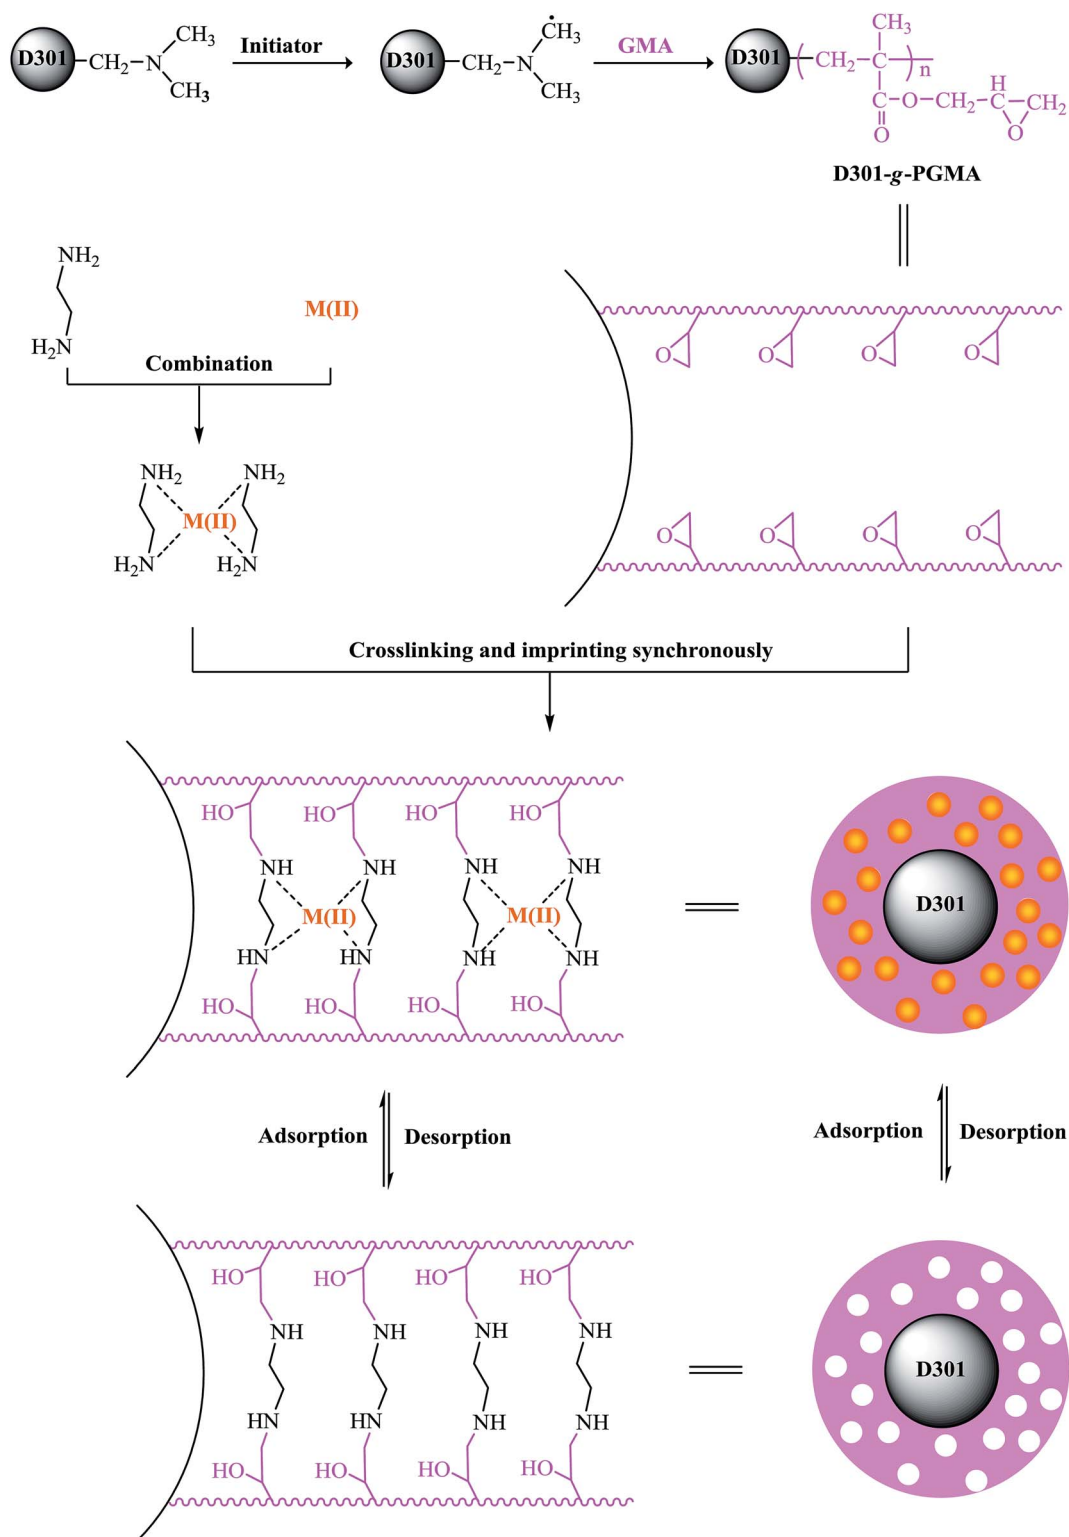 D301 CH2 N CH3 CH3
Initiator
D301 CH2 N ĊH3 CH3
GMA
D301 ( CH2 C )n CH3
C O CH2 C H CH2
O O
D301-g-PGMA
NH2
H2N
M(II)
Combination
O O O O
NH2 NH2
M(II)
H2N H2N
O O O O
Crosslinking and imprinting synchronously
HO HO HO HO
NH NH NH NH
M(II) M(II)
HN HN NH NH
HO HO HO HO
D301
Adsorption Desorption
Adsorption Desorption
HO HO HO HO
NH NH NH NH
HN HN NH NH
HO HO HO HO
D301